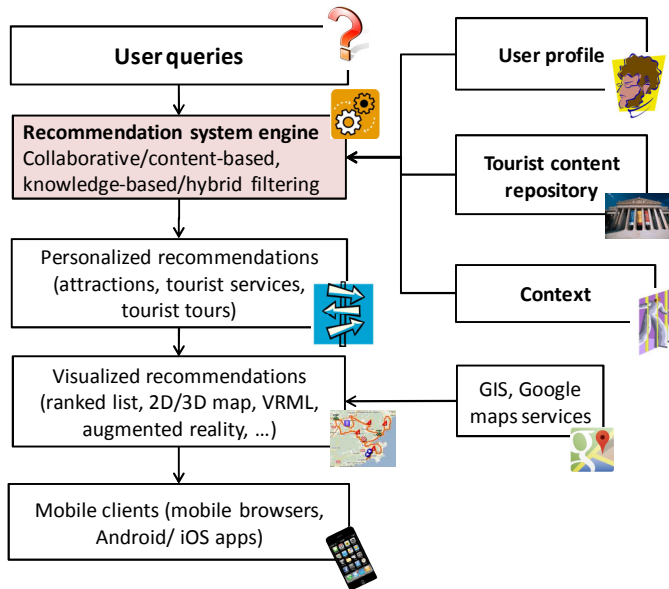 User queries
User profile
Recommendation system engine
Collaborative/content-based,
knowledge-based/hybrid filtering
Tourist content
repository
Personalized recommendations
(attractions, tourist services,
tourist tours)
Context
Visualized recommendations
(ranked list, 2D/3D map, VRML,
augmented reality, …)
GIS, Google
maps services
Mobile clients (mobile browsers,
Android/ iOS apps)